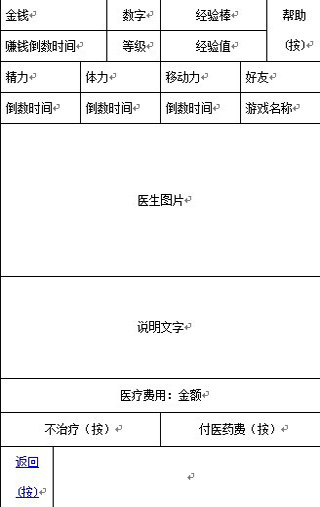 金钱 数字 经验棒 帮助
赚钱倒数时间 等级 经验值 (按)
精力 体力 移动力 好友
倒数时间 倒数时间 倒数时间 游戏名称
医生图片
说明文字
医疗费用：金额
不治疗（按） 付医药费（按）
返回
(按)